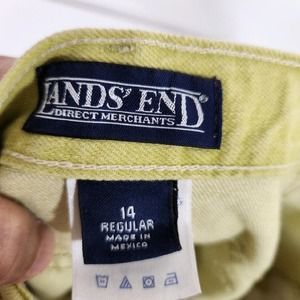 LANDS' END
DIRECT MERCHANTS
14
REGULAR
MADE IN
MEXICO